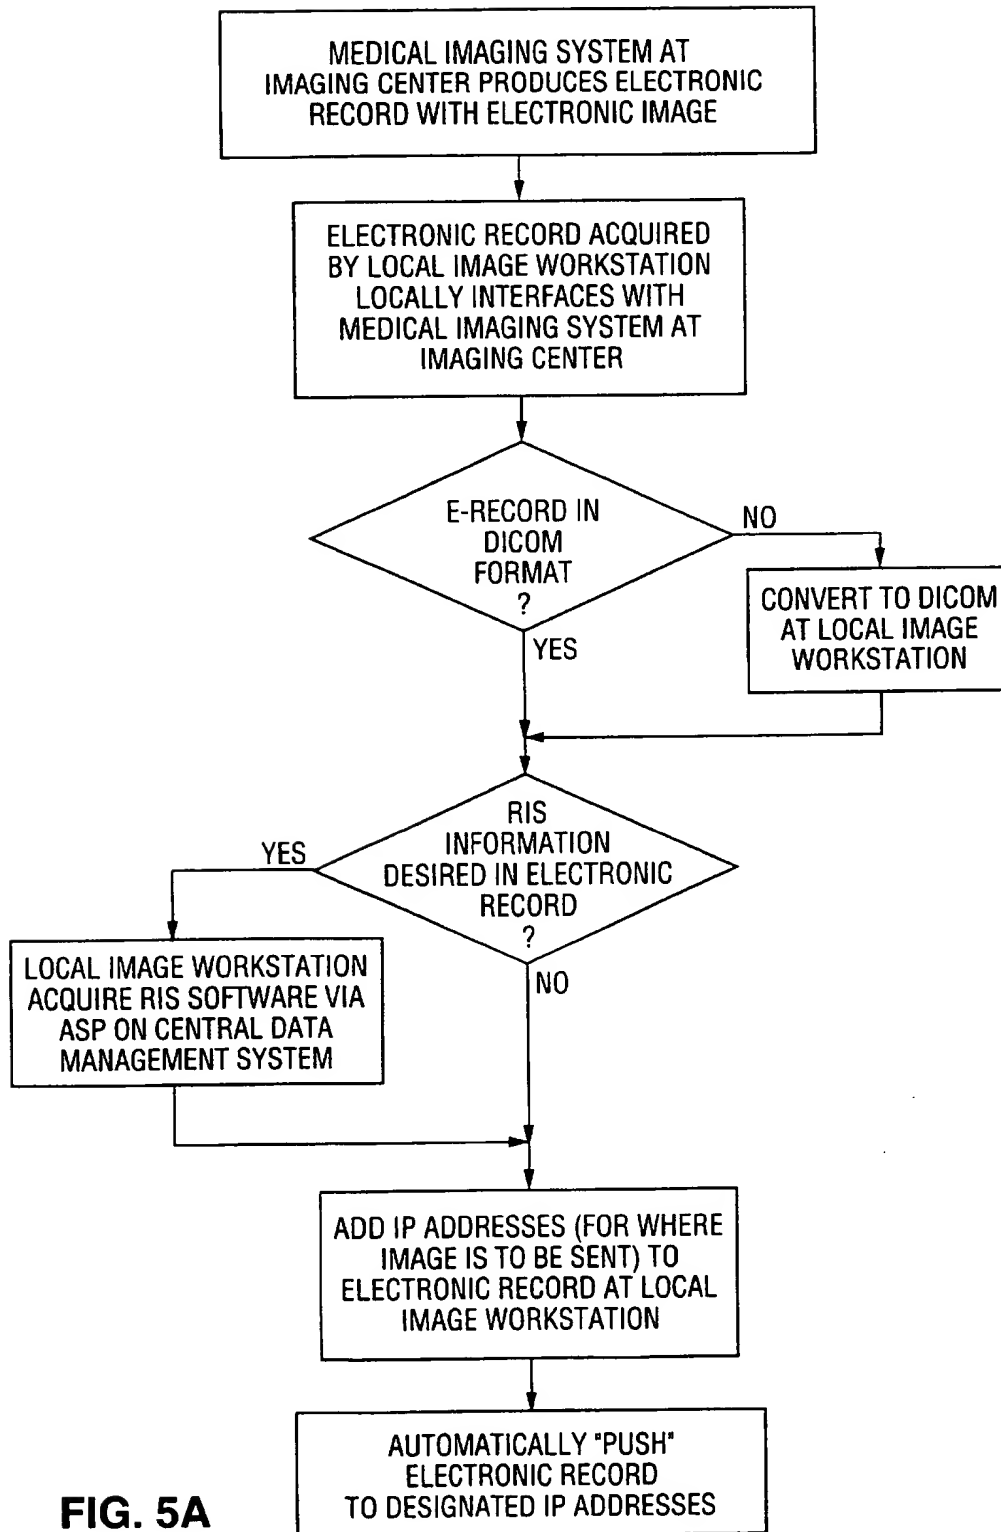 MEDICAL IMAGING SYSTEM AT
IMAGING CENTER PRODUCES ELECTRONIC
RECORD WITH ELECTRONIC IMAGE
ELECTRONIC RECORD ACQUIRED
BY LOCAL IMAGE WORKSTATION
LOCALLY INTERFACES WITH
MEDICAL IMAGING SYSTEM AT
IMAGING CENTER
E-RECORD IN
DICOM
FORMAT
?
NO
CONVERT TO DICOM
AT LOCAL IMAGE
WORKSTATION
YES
RIS
INFORMATION
DESIRED IN ELECTRONIC
RECORD
?
YES
LOCAL IMAGE WORKSTATION
ACQUIRE RIS SOFTWARE VIA
ASP ON CENTRAL DATA
MANAGEMENT SYSTEM
NO
ADD IP ADDRESSES (FOR WHERE
IMAGE IS TO BE SENT) TO
ELECTRONIC RECORD AT LOCAL
IMAGE WORKSTATION
AUTOMATICALLY "PUSH"
ELECTRONIC RECORD
TO DESIGNATED IP ADDRESSES
FIG. 5A